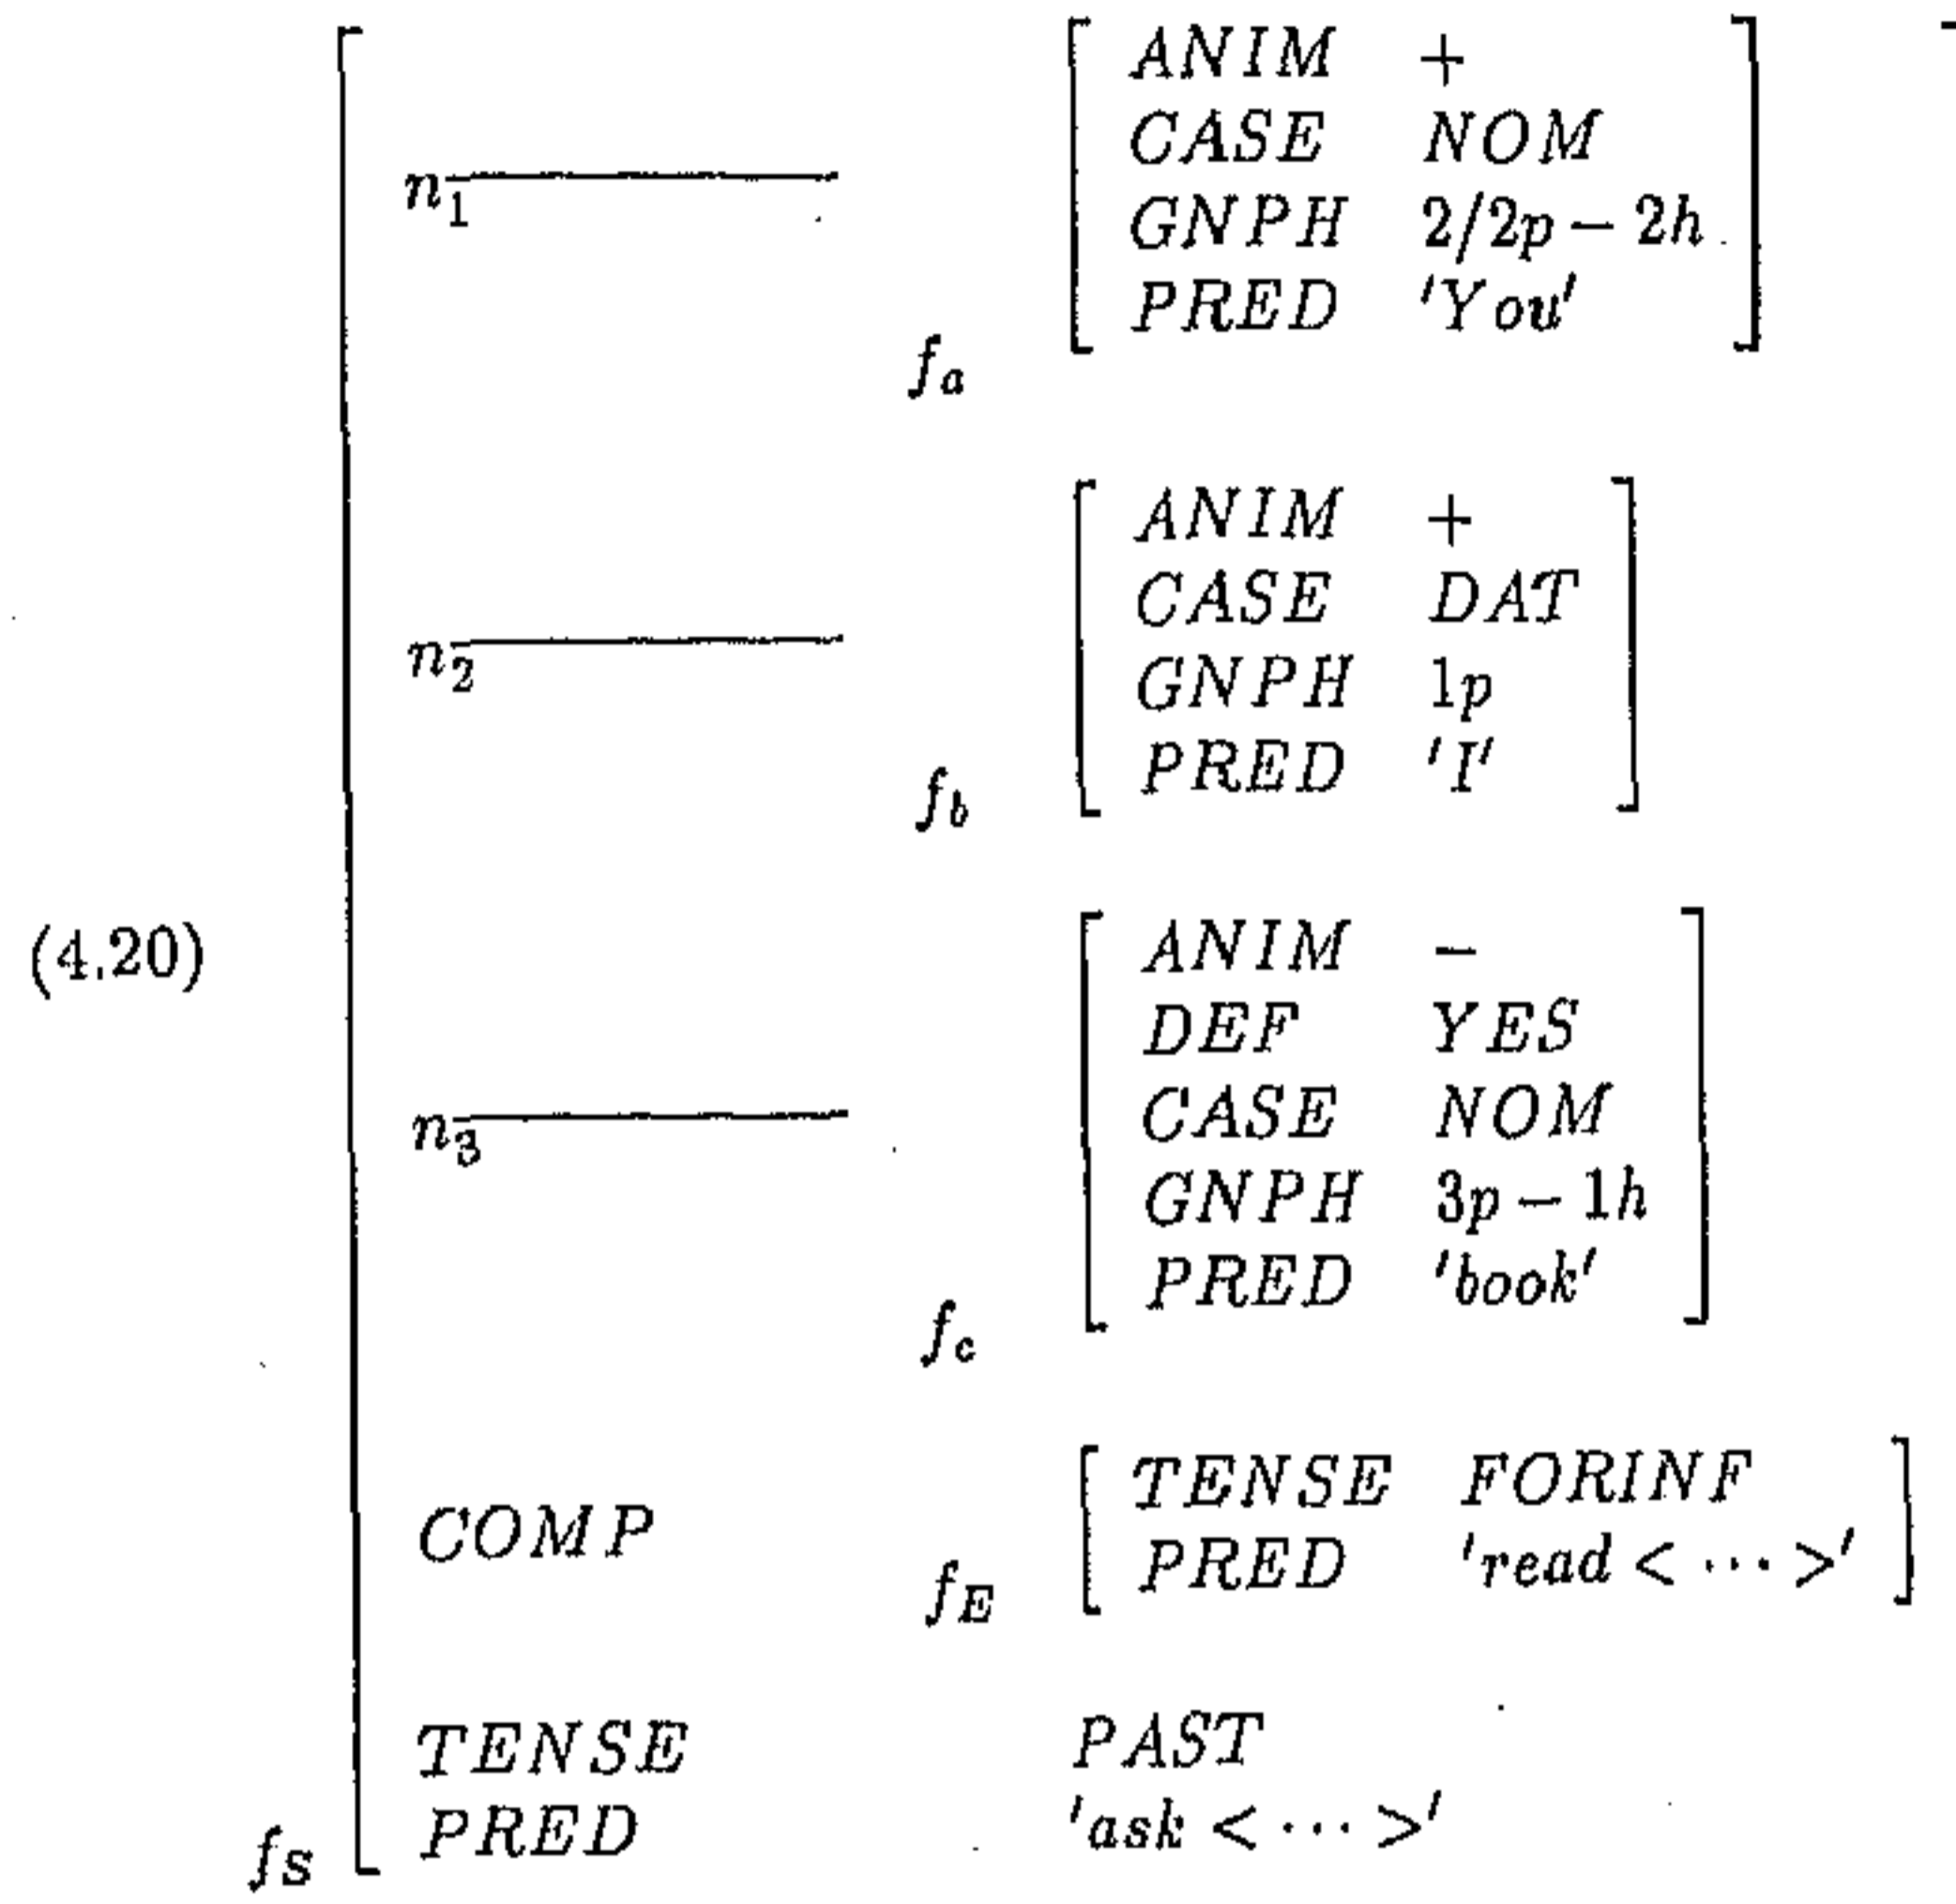 ANIM +
CASE NOM
n1 GNPH 2/2p – 2h
PRED 'You'
fa
ANIM +
CASE DAT
n2 GNPH 1p
PRED 'I'
fb
(4.20)
ANIM –
DEF YES
CASE NOM
n3 GNPH 3p – 1h
PRED 'book'
fc
TENSE FORINF
COMP PRED 'read < ··· >'
fE
TENSE PAST
PRED 'ask < ··· >'
fS